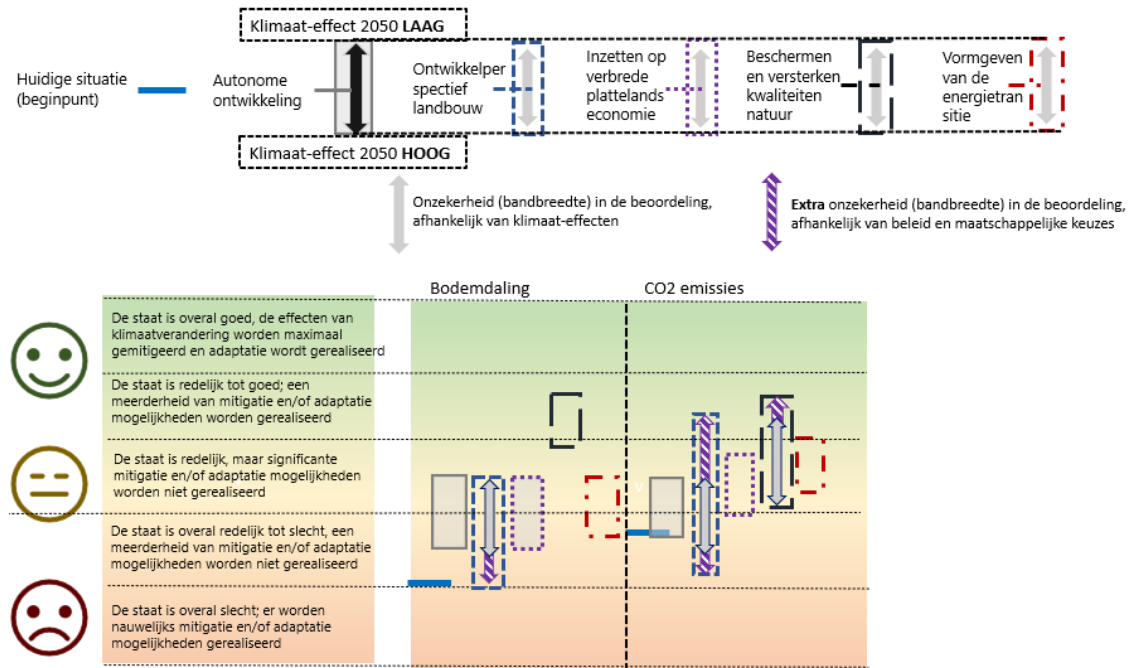 Klimaat-effect 2050 LAAG
Huidige situatie
(beginpunt)
Autonome
ontwikkeling
Ontwikkelper
spectief
landbouw
Inzetten op
verbrede
plattelands
economie
Beschermen
en versterken
kwaliteiten
natuur
Vormgeven
van de
energietran
sitie
Klimaat-effect 2050 HOOG
Onzekerheid (bandbreedte) in de beoordeling,
afhankelijk van klimaat-effecten
Extra onzekerheid (bandbreedte) in de beoordeling,
afhankelijk van beleid en maatschappelijke keuzes
Bodemdaling
CO2 emissies
De staat is overal goed, de effecten van
klimaatverandering worden maximaal
gemitigeerd en adaptatie wordt gerealiseerd
De staat is redelijk tot goed; een
meerderheid van mitigatie en/of adaptatie
mogelijkheden worden gerealiseerd
De staat is redelijk, maar significante
mitigatie en/of adaptatie mogelijkheden
worden niet gerealiseerd
V
De staat is overal redelijk tot slecht, een
meerderheid van mitigatie en/of adaptatie
mogelijkheden worden niet gerealiseerd
De staat is overal slecht; er worden
nauwelijks mitigatie en/of adaptatie
mogelijkheden gerealiseerd